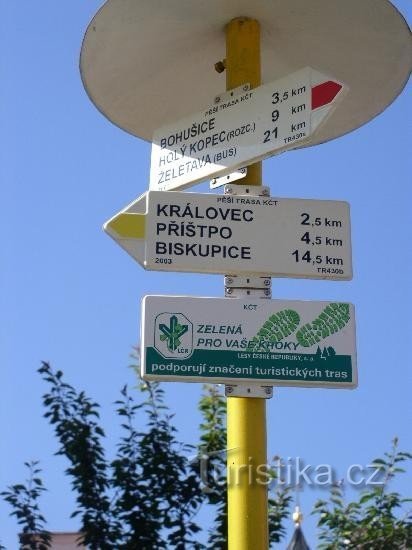 PĚŠÍ TRASA KČT
BOHUŠICE 3,5 km
HOLÝ KOPEC (ROZC.) 9 km
ŽELETAVA (BUS) 21 km
TR430b
PĚŠÍ TRASA KČT
KRÁLOVEC 2,5 km
PŘÍŠTPO 4,5 km
BISKUPICE 14,5 km
2003 TR430b
KČT
ZELENÁ
PRO VAŠE KROKY
LČR
LESY ČESKÉ REPUBLIKY, s. p.
podporují značení turistických tras
turistika.cz